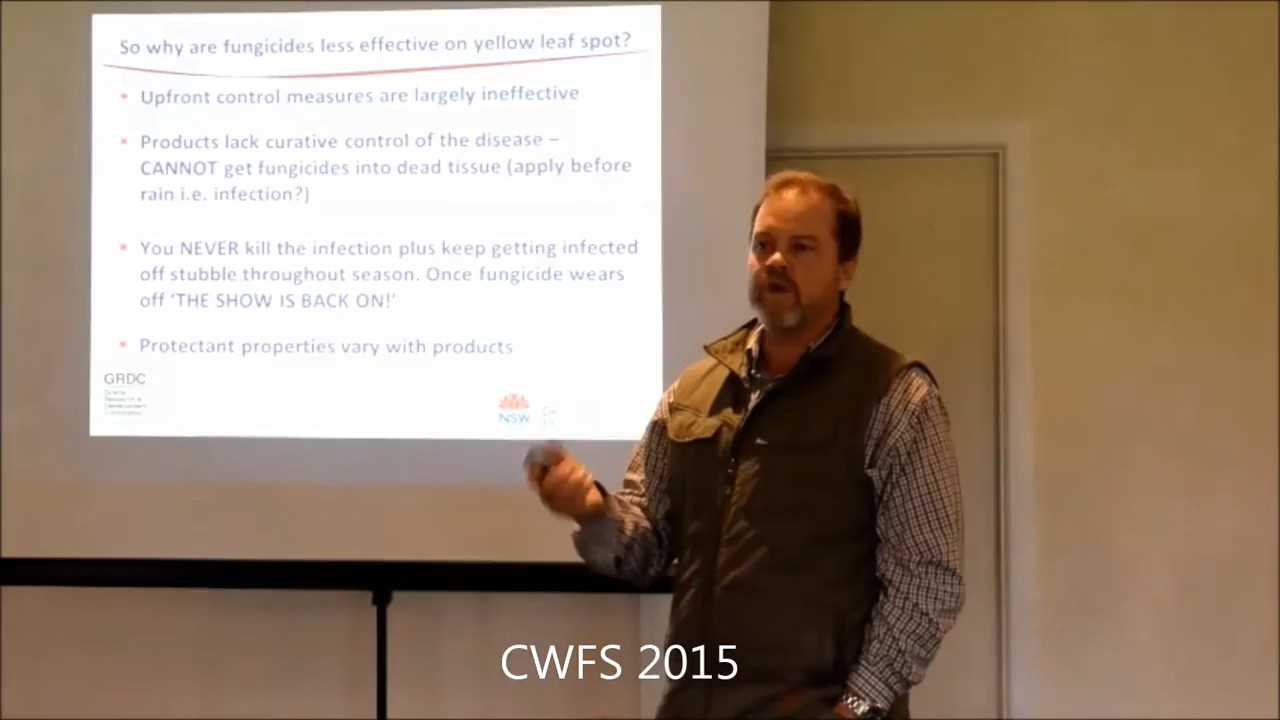 So why are fungicides less effective on yellow leaf spot?
Upfront control measures are largely ineffective
Products lack curative control of the disease –
CANNOT get fungicides into dead tissue (apply before
rain i.e. infection?)
You NEVER kill the infection plus keep getting infected
off stubble throughout season. Once fungicide wears
off ‘THE SHOW IS BACK ON!’
Protectant properties vary with products
GRDC
NSW
CWFS 2015